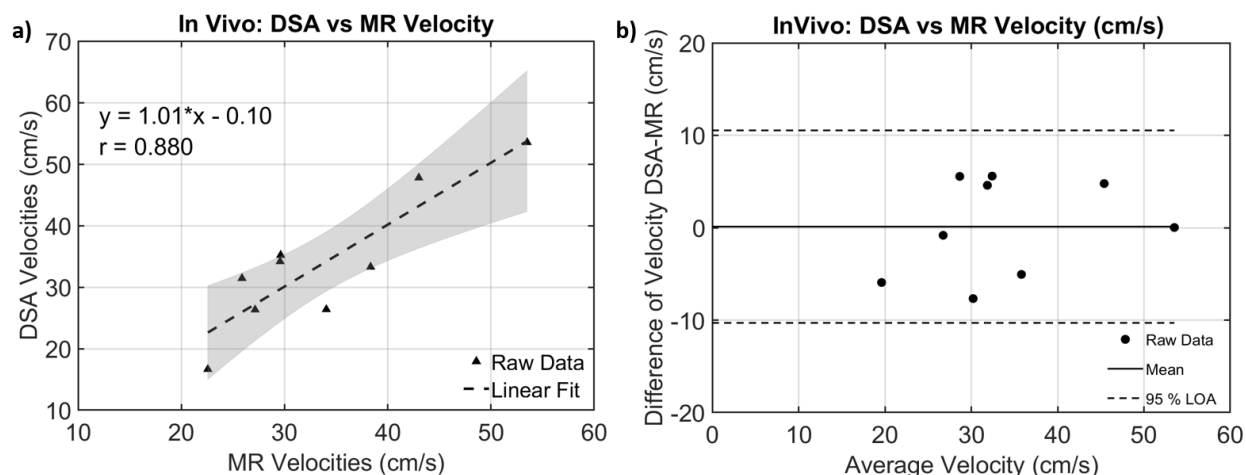 a)
In Vivo: DSA vs MR Velocity
y = 1.01*x - 0.10
r = 0.880
70
60
50
40
30
20
10
DSA Velocities (cm/s)
Raw Data
Linear Fit
10
20
30
40
50
60
MR Velocities (cm/s)
b)
InVivo: DSA vs MR Velocity (cm/s)
20
10
0
-10
-20
Difference of Velocity DSA-MR (cm/s)
Raw Data
Mean
95 % LOA
0
10
20
30
40
50
60
Average Velocity (cm/s)